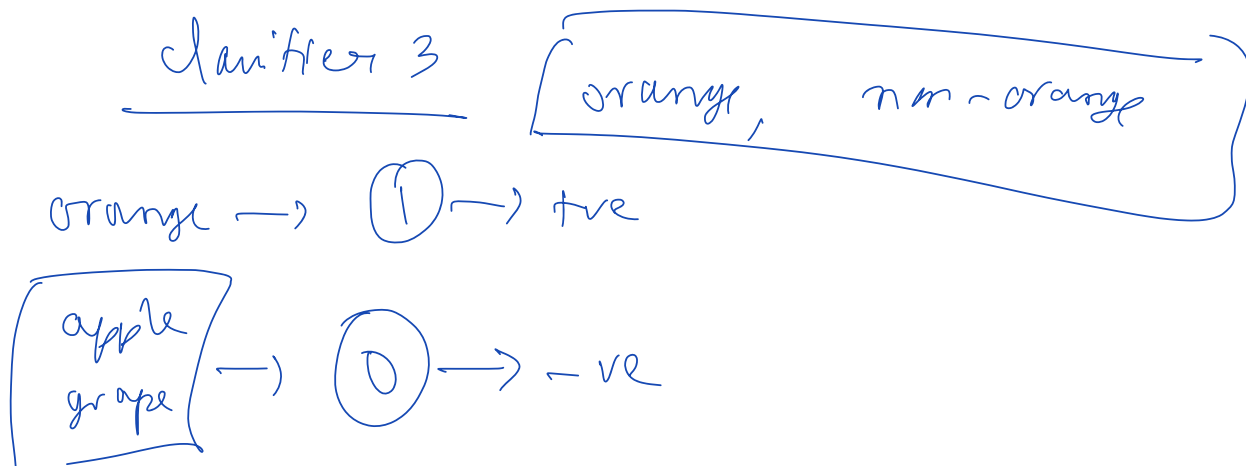 classifier 3
orange, non-orange
orange → 1 → +ve
apple
grape → 0 → -ve